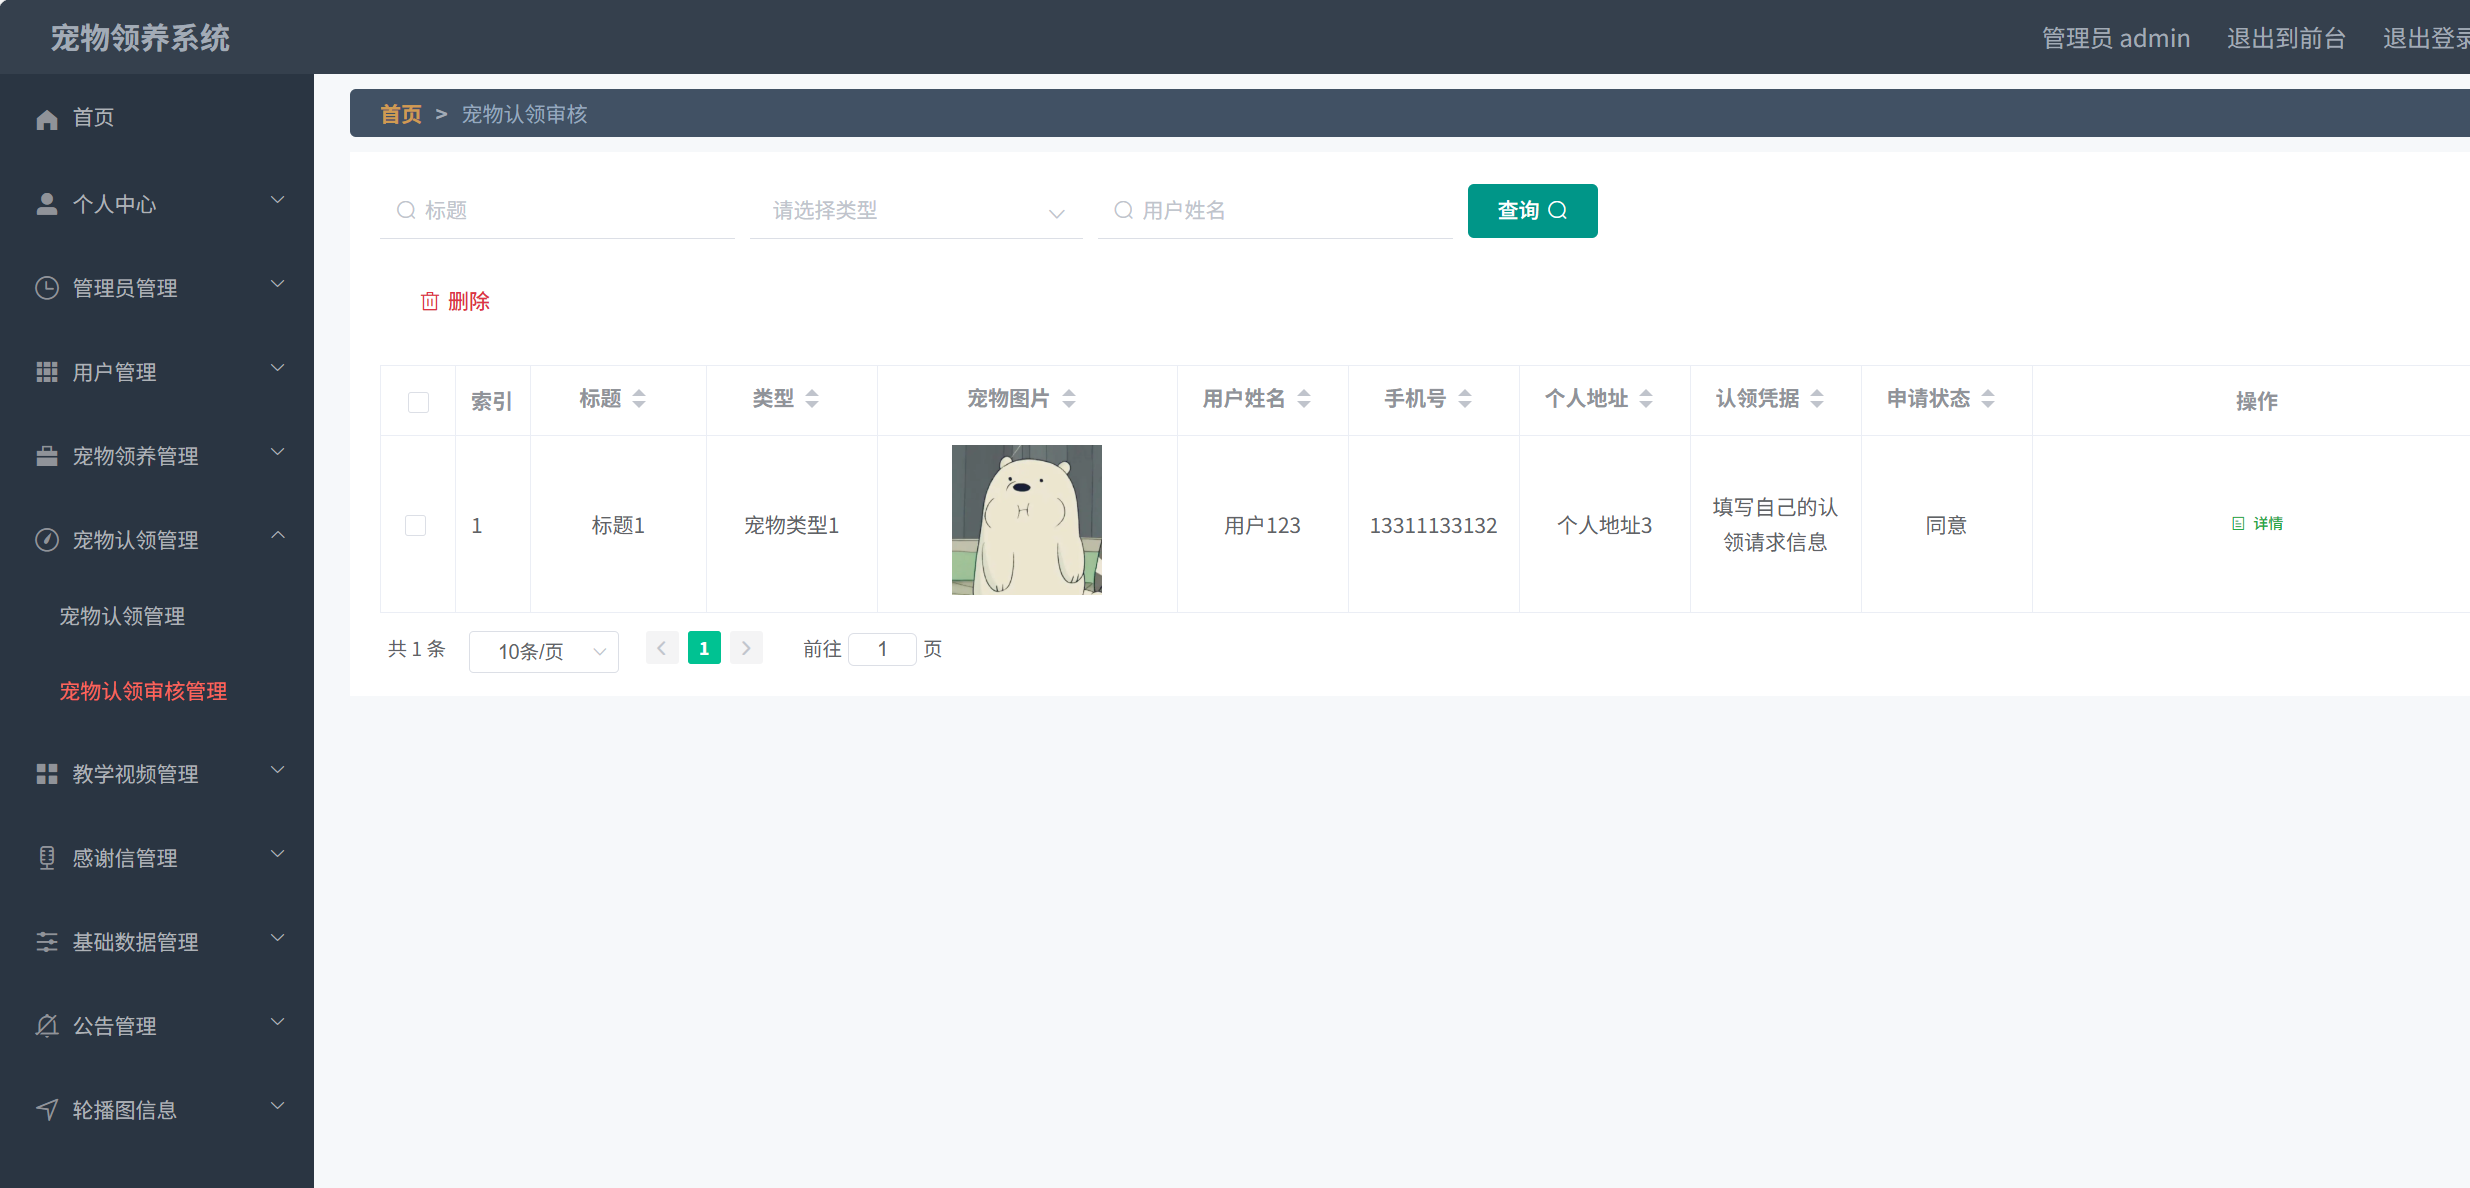 宠物领养系统
管理员 admin
退出到前台
退出登录
首页
个人中心
管理员管理
用户管理
宠物领养管理
宠物认领管理
宠物认领管理
宠物认领审核管理
教学视频管理
感谢信管理
基础数据管理
公告管理
轮播图信息
首页 > 宠物认领审核
标题
请选择类型
用户姓名
查询
删除
索引 标题 类型 宠物图片 用户姓名 手机号 个人地址 认领凭据 申请状态 操作
1 标题1 宠物类型1 用户123 13311133132 个人地址3 填写自己的认
领请求信息 同意 详情
共 1 条 10条/页 1 前往 1 页